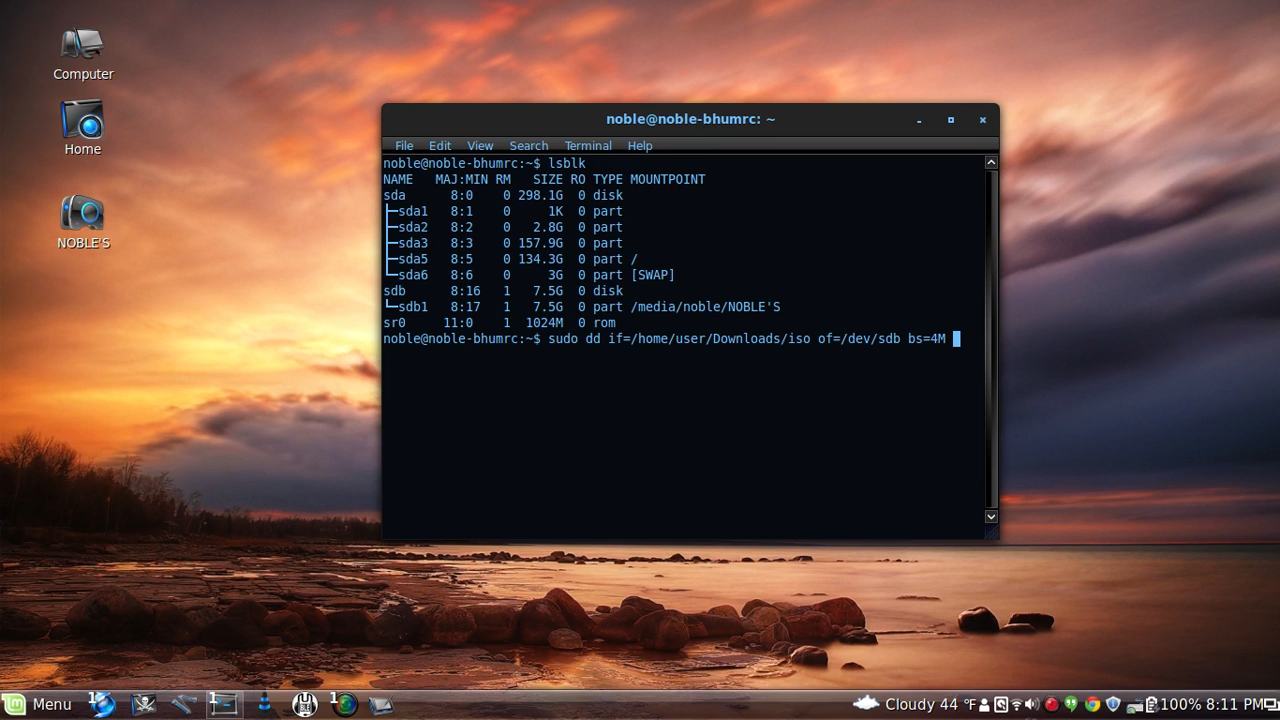 Computer
Home
NOBLE'S
noble@noble-bhumrc: ~
File Edit View Search Terminal Help
noble@noble-bhumrc:~$ lsblk
NAME MAJ:MIN RM SIZE RO TYPE MOUNTPOINT
sda 8:0 0 298.1G 0 disk
├─sda1 8:1 0 1K 0 part
├─sda2 8:2 0 2.8G 0 part
├─sda3 8:3 0 157.9G 0 part
├─sda5 8:5 0 134.3G 0 part /
└─sda6 8:6 0 3G 0 part [SWAP]
sdb 8:16 1 7.5G 0 disk
└─sdb1 8:17 1 7.5G 0 part /media/noble/NOBLE'S
sr0 11:0 1 1024M 0 rom
noble@noble-bhumrc:~$ sudo dd if=/home/user/Downloads/iso of=/dev/sdb bs=4M
Menu 1 1 1 Cloudy 44 °F 100% 8:11 PM